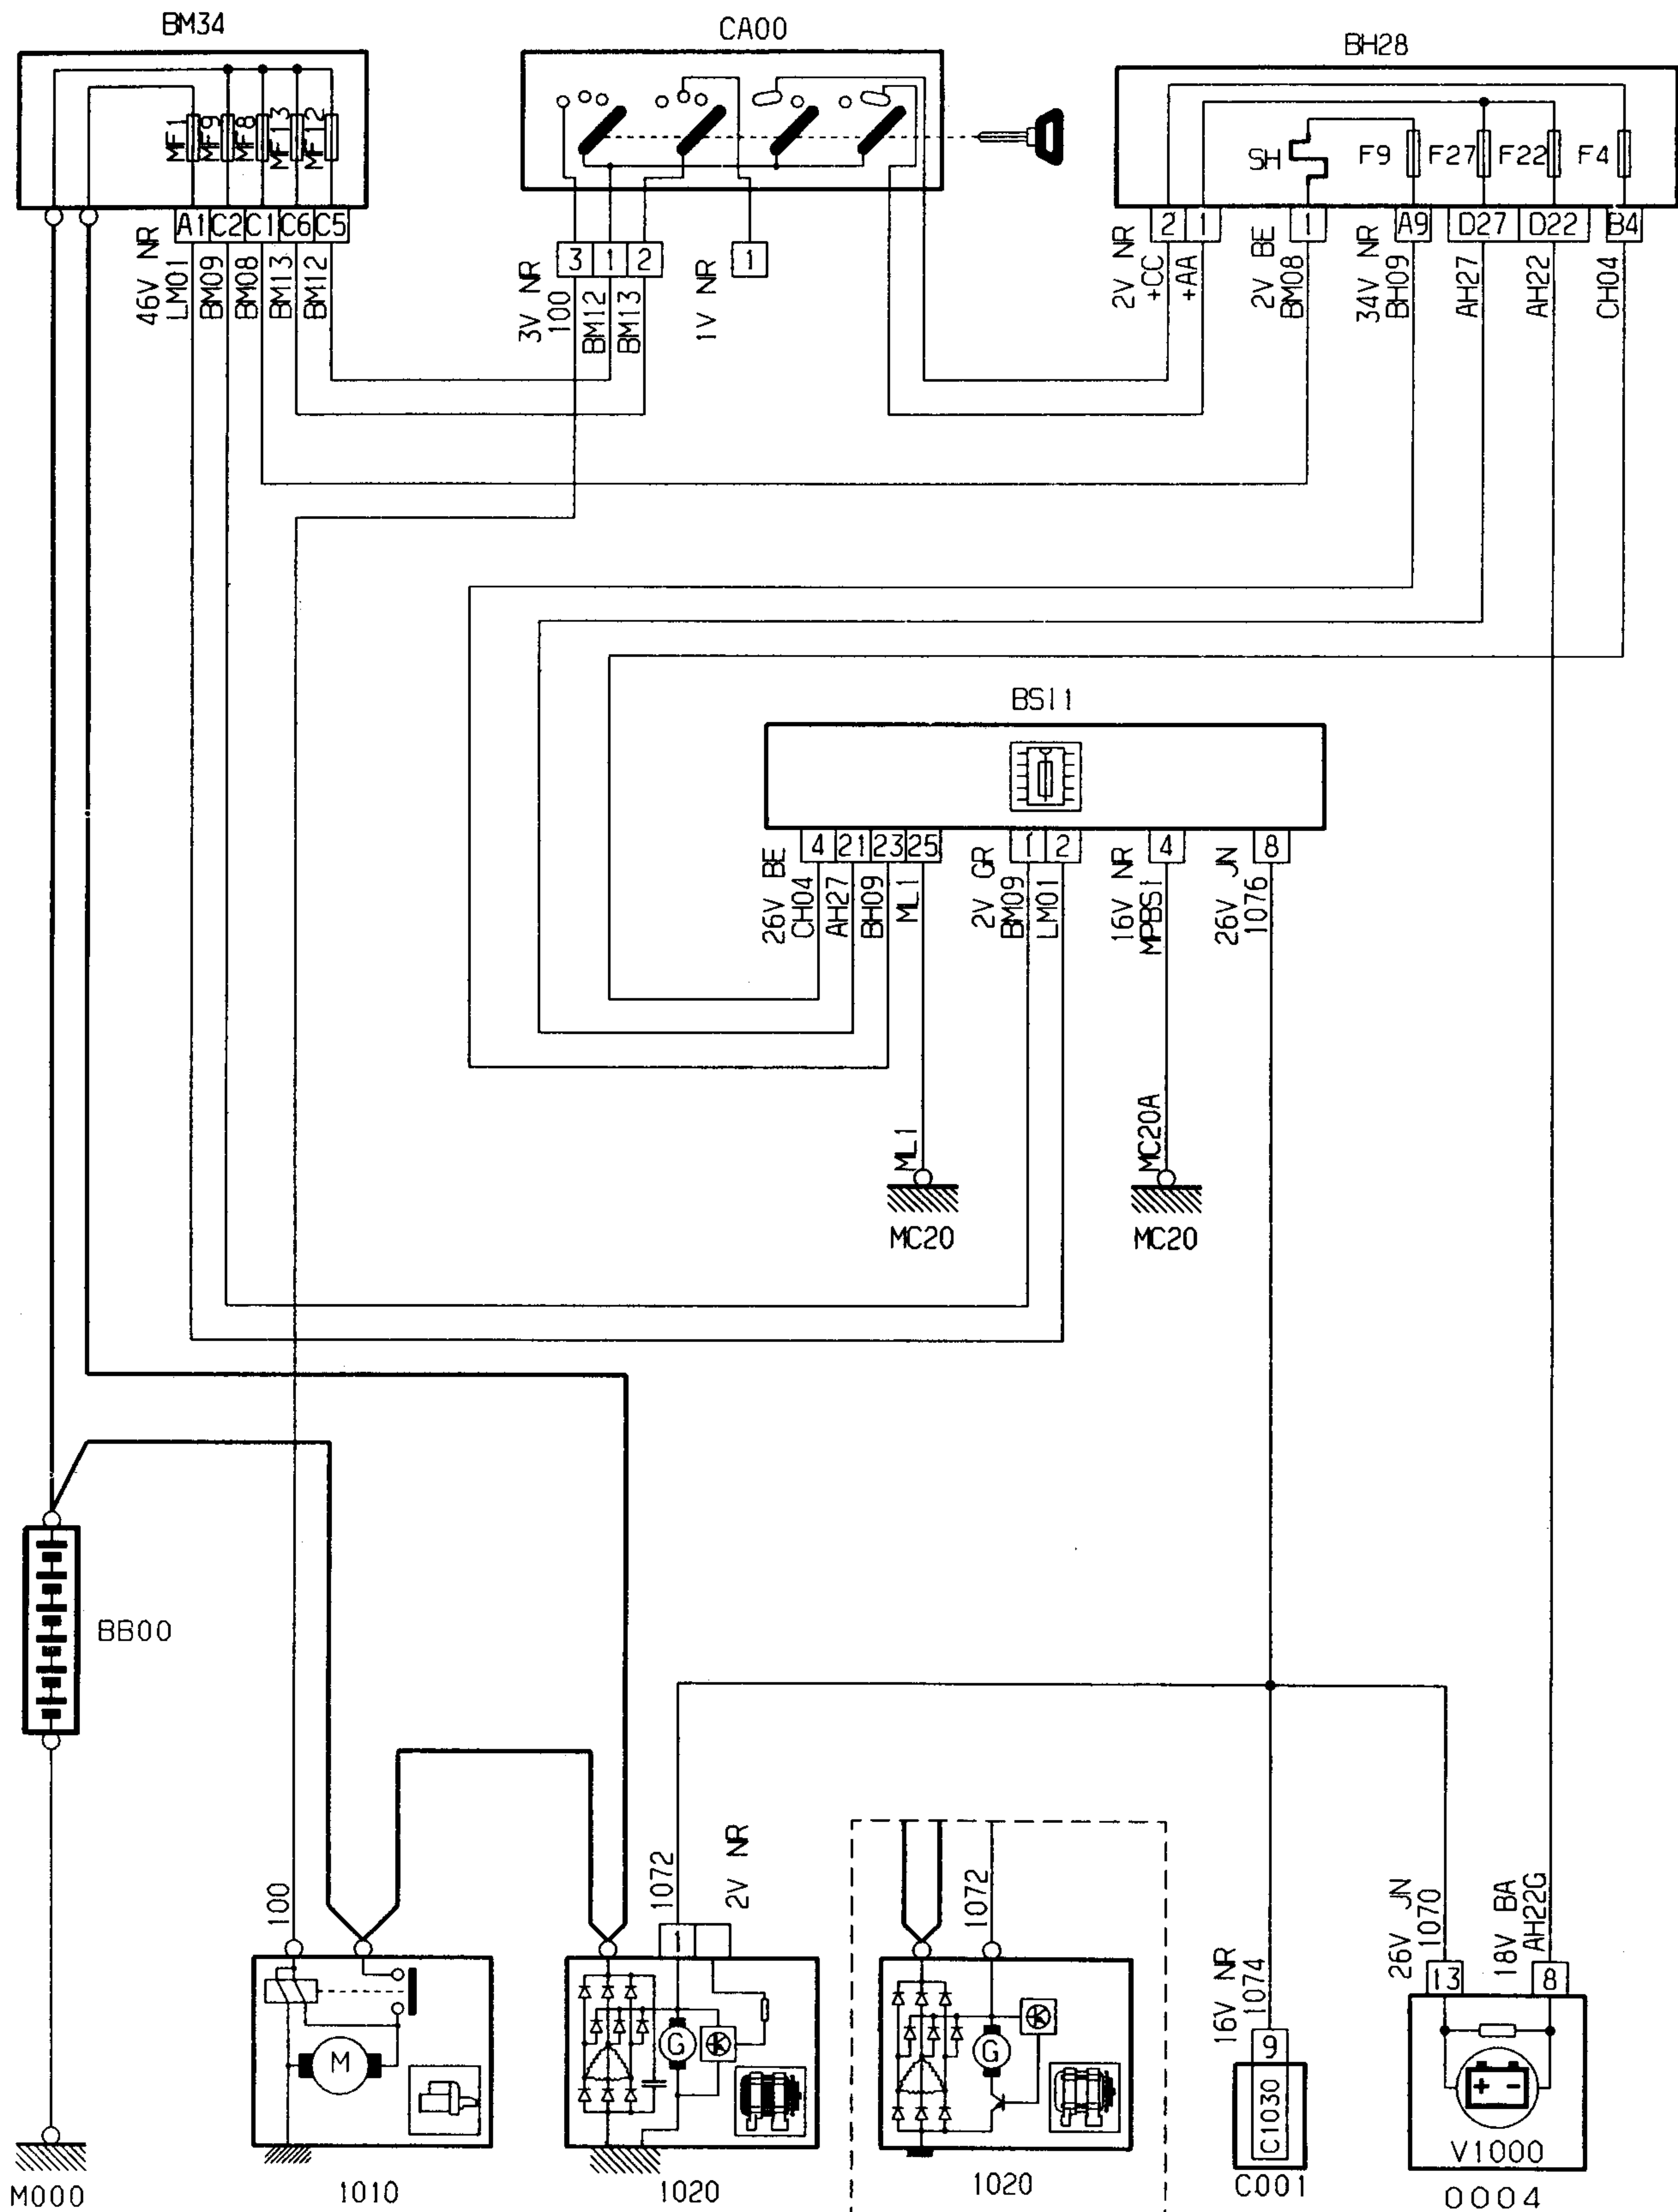 BM34
CA00
BH28
MF1
MF9
MF8
MF13
MF12
SH
F9
F27
F22
F4
A1 C2 C1 C6 C5
3 1 2
1
2 1
1
A9
D27 D22
B4
46V NR
LM01
BM09
BM08
BM13
BM12
3V NR
100
BM12
BM13
1V NR
2V NR
+CC
+AA
2V BE
BM08
34V NR
BH09
AH27
AH22
CH04
BSI1
4 21 23 25
1 2
4
8
26V BE
CH04
AH27
BH09
ML1
2V GR
BM09
LM01
16V NR
MPBSI
26V JN
1076
ML1
MC20A
MC20
MC20
BB00
100
1072
2V NR
1072
16V NR
1074
26V JN
1070
18V BA
AH22G
1
13
8
9
M
G
G
C1030
+ -
V1000
M000
1010
1020
1020
C001
0004